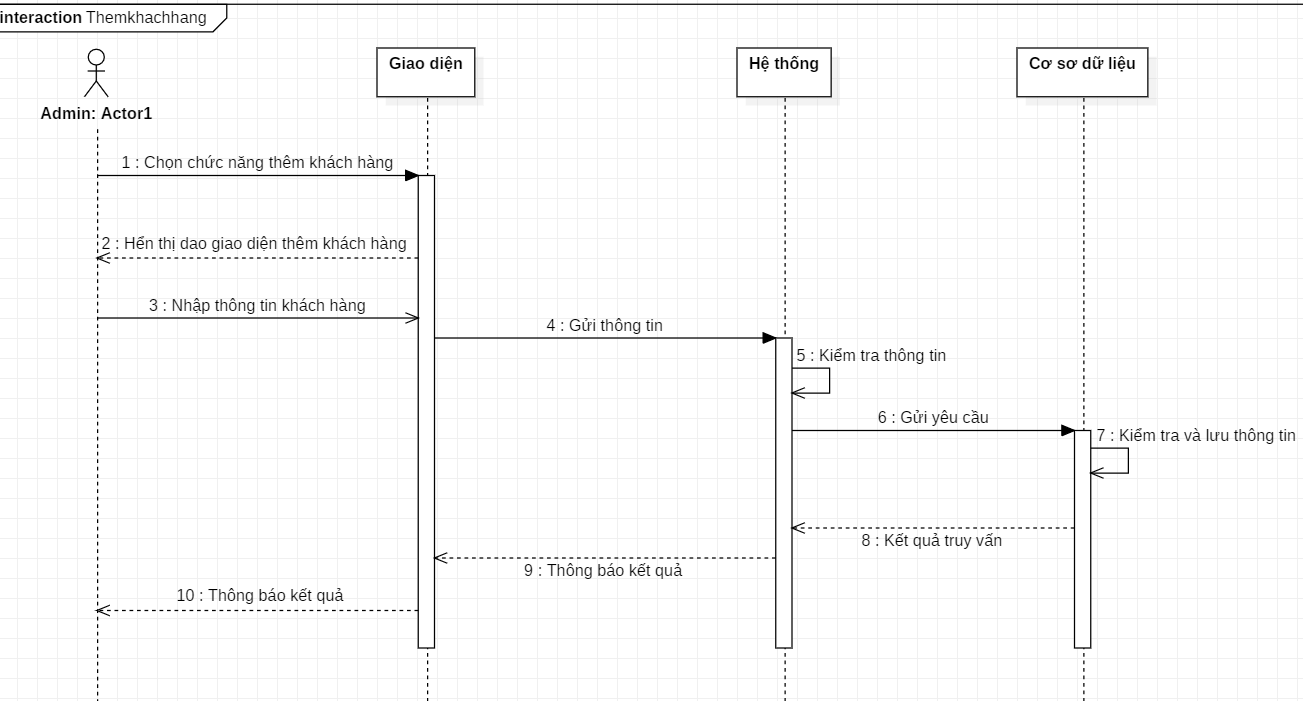 interaction Themkhachhang
Admin: Actor1
Giao diện
Hệ thống
Cơ sơ dữ liệu
1 : Chọn chức năng thêm khách hàng
2 : Hển thị dao giao diện thêm khách hàng
3 : Nhập thông tin khách hàng
4 : Gửi thông tin
5 : Kiểm tra thông tin
6 : Gửi yêu cầu
7 : Kiểm tra và lưu thông tin
8 : Kết quả truy vấn
9 : Thông báo kết quả
10 : Thông báo kết quả